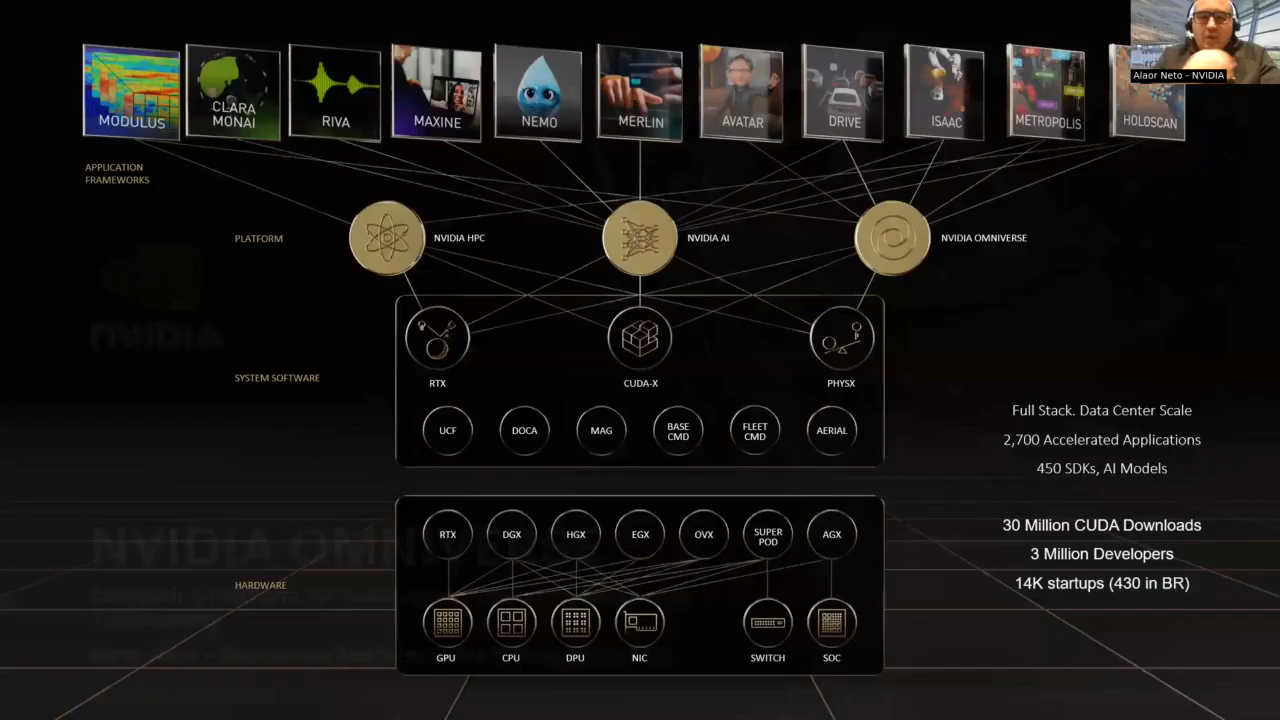 MODULUS
CLARA
MONAI
RIVA
MAXINE
NEMO
MERLIN
AVATAR
DRIVE
ISAAC
METROPOLIS
HOLOSCAN
Alaor Neto - NVIDIA
APPLICATION
FRAMEWORKS
PLATFORM
NVIDIA HPC
NVIDIA AI
NVIDIA OMNIVERSE
SYSTEM SOFTWARE
RTX
CUDA-X
PHYSX
UCF
DOCA
MAG
BASE
CMD
FLEET
CMD
AERIAL
Full Stack. Data Center Scale
2,700 Accelerated Applications
450 SDKs, AI Models
30 Million CUDA Downloads
3 Million Developers
14K startups (430 in BR)
HARDWARE
RTX
DGX
HGX
EGX
OVX
SUPER
POD
AGX
GPU
CPU
DPU
NIC
SWITCH
SOC
NVIDIA
NVIDIA OMNIVERSE